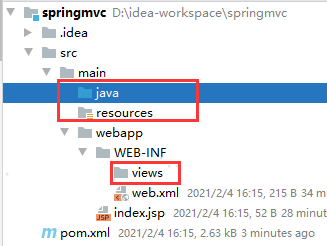 springmvc D:\idea-workspace\springmvc
.idea
src
main
java
resources
webapp
WEB-INF
views
web.xml 2021/2/4 16:15, 215 B 34 m
JSP index.jsp 2021/2/4 16:15, 52 B 28 minut
m pom.xml 2021/2/4 16:15, 2.63 kB 3 minutes ago